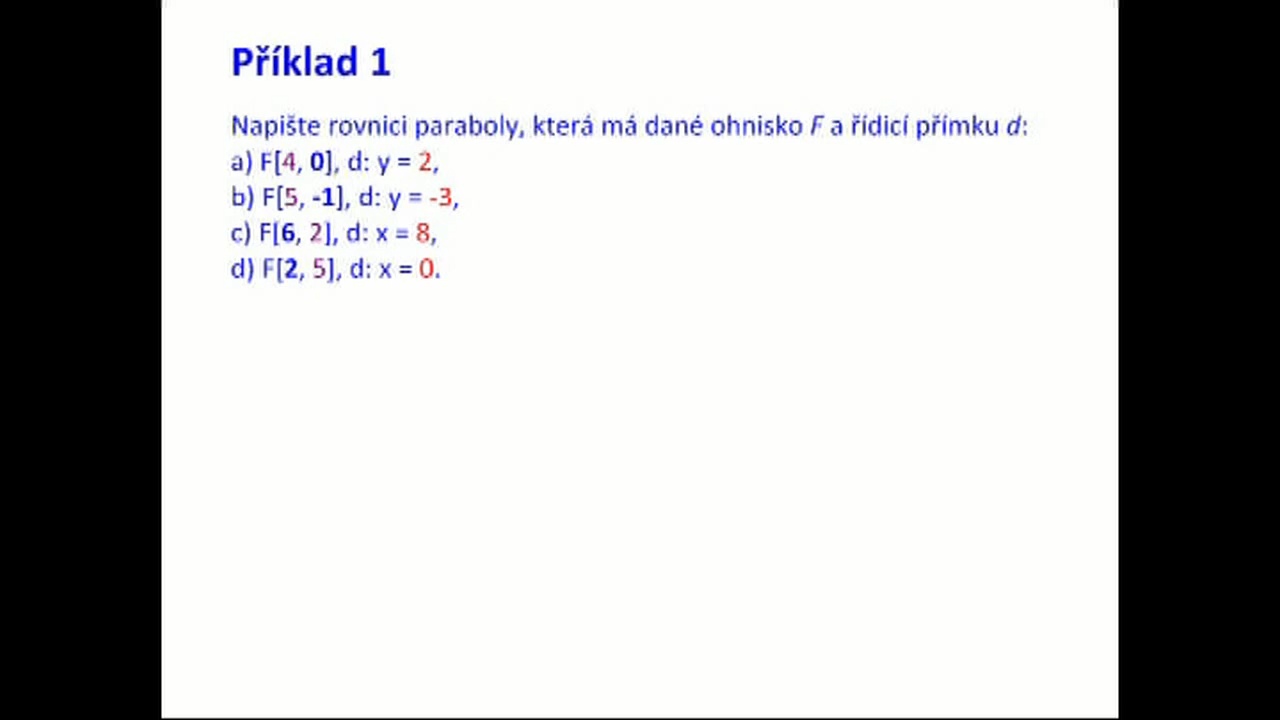 Příklad 1
Napište rovnici paraboly, která má dané ohnisko F a řídicí přímku d:
a) F[4, 0], d: y = 2,
b) F[5, -1], d: y = -3,
c) F[6, 2], d: x = 8,
d) F[2, 5], d: x = 0.